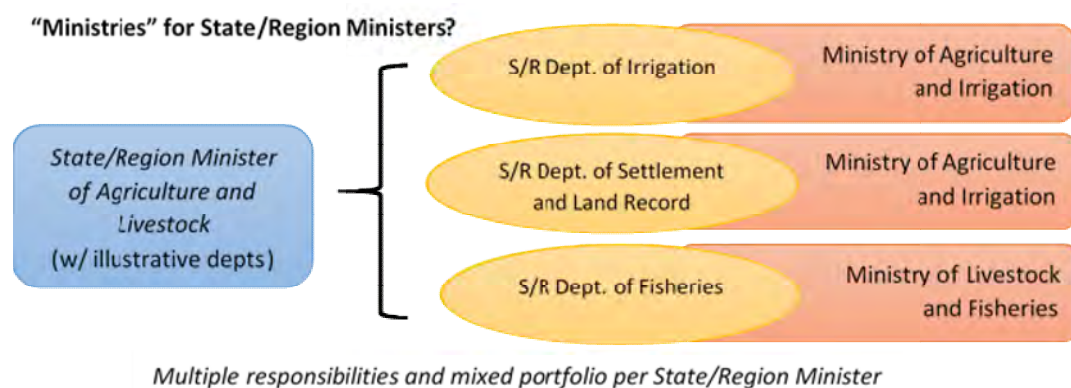 “Ministries” for State/Region Ministers?
State/Region Minister
of Agriculture and
Livestock
(w/ illustrative depts)
S/R Dept. of Irrigation
Ministry of Agriculture
and Irrigation
S/R Dept. of Settlement
and Land Record
Ministry of Agriculture
and Irrigation
S/R Dept. of Fisheries
Ministry of Livestock
and Fisheries
Multiple responsibilities and mixed portfolio per State/Region Minister